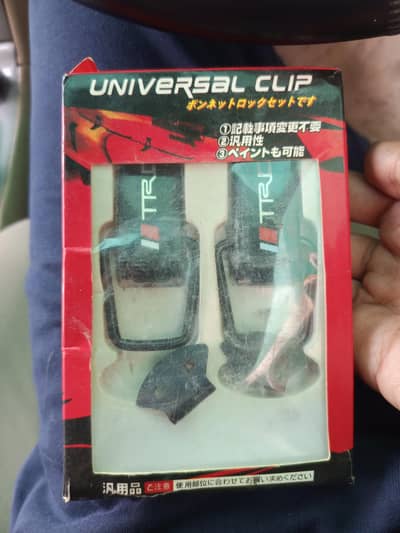 UNIVERSAL CLIP
ボンネットロックセットです
①記載事項変更不要
②汎用性
③ペイントも可能
TRD
TRD
汎用品 ご注意 使用部位に合わせてお買い求めください